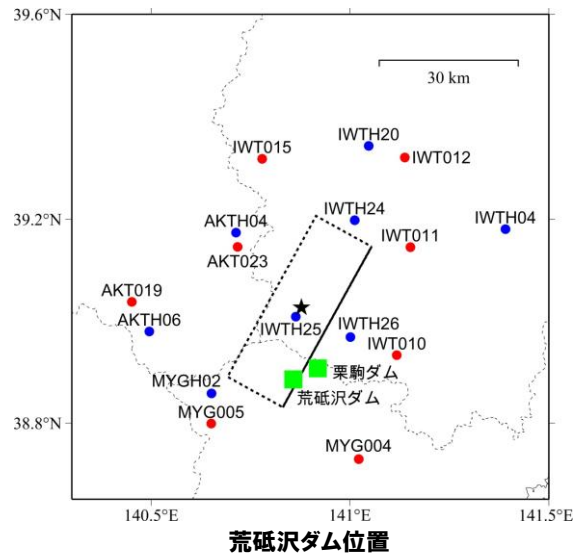 39.6°N
30 km
IWTH20
IWT015
IWT012
AKTH04
IWTH24
IWTH04
39.2°N
IWT011
AKT023
AKT019
AKTH06
IWTH25
IWTH26
IWT010
栗駒ダム
MYGH02
荒砥沢ダム
MYG005
38.8°N
MYG004
140.5°E
141°E
141.5°E
荒砥沢ダム位置